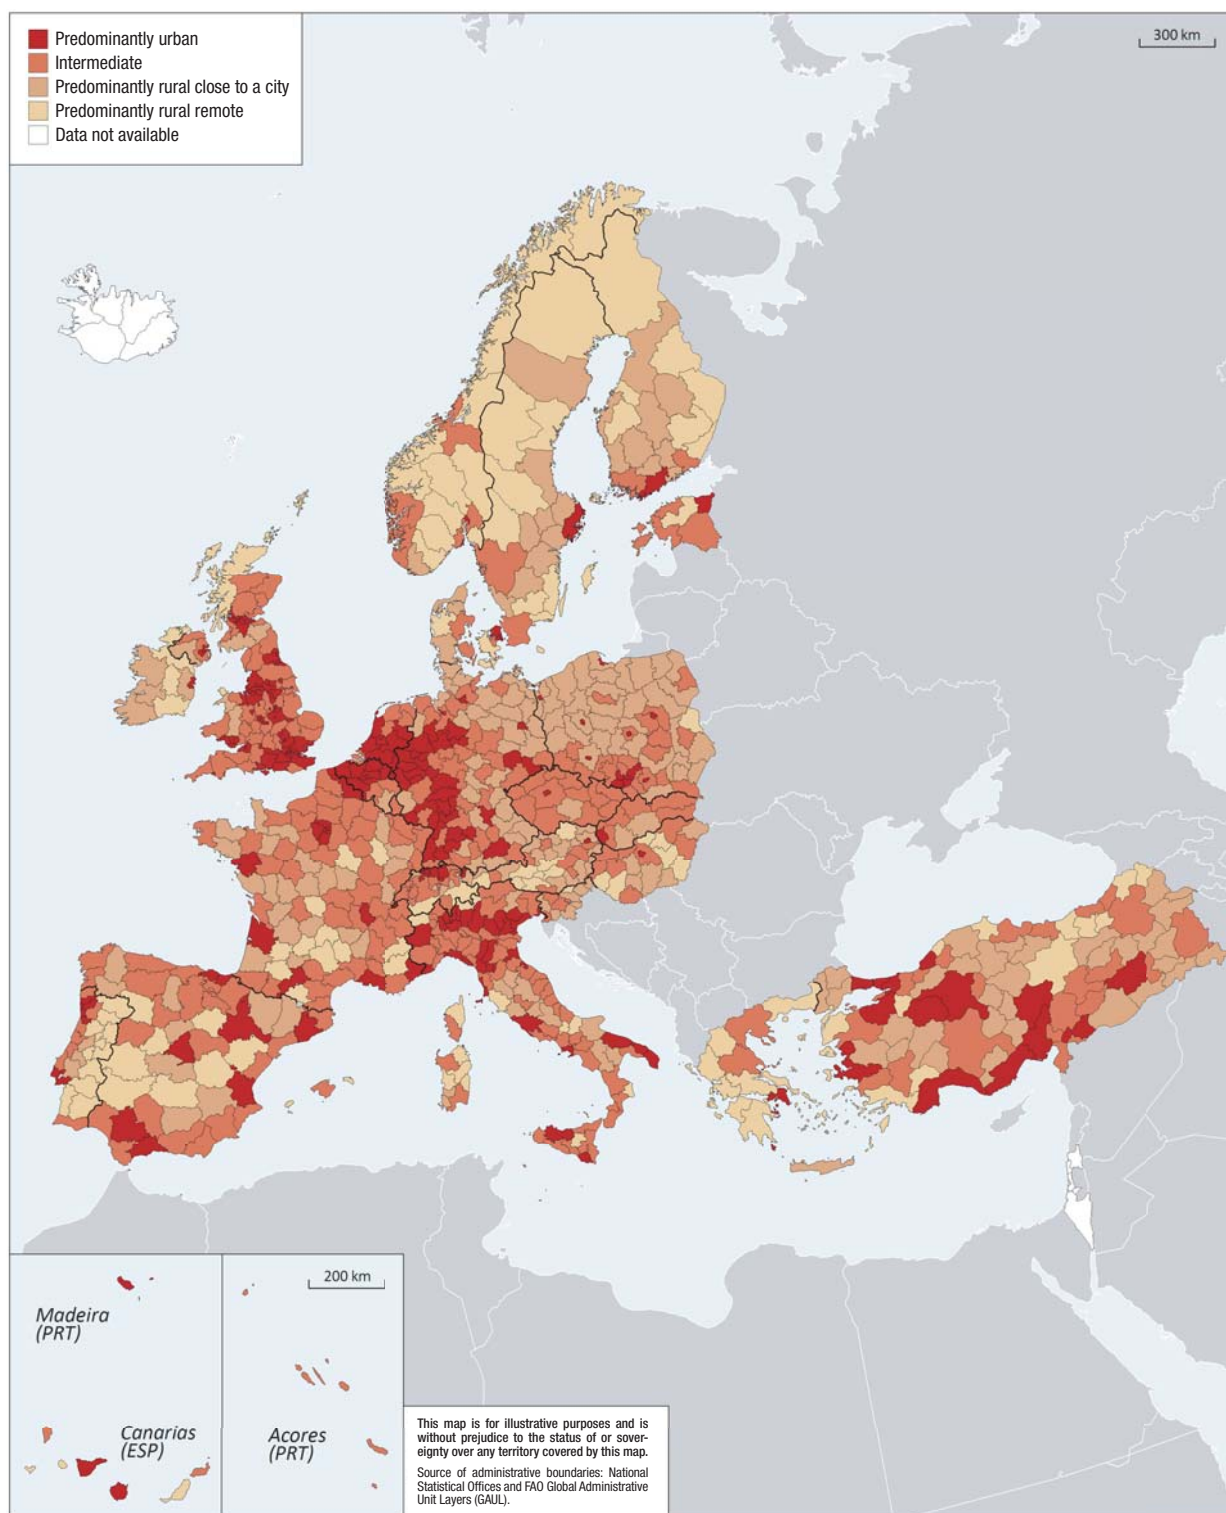 Predominantly urban
Intermediate
Predominantly rural close to a city
Predominantly rural remote
Data not available
300 km
200 km
Madeira
(PRT)
Canarias
(ESP)
Acores
(PRT)
This map is for illustrative purposes and is
without prejudice to the status of or sover-
eignty over any territory covered by this map.
Source of administrative boundaries: National
Statistical Offices and FAO Global Administrative
Unit Layers (GAUL).